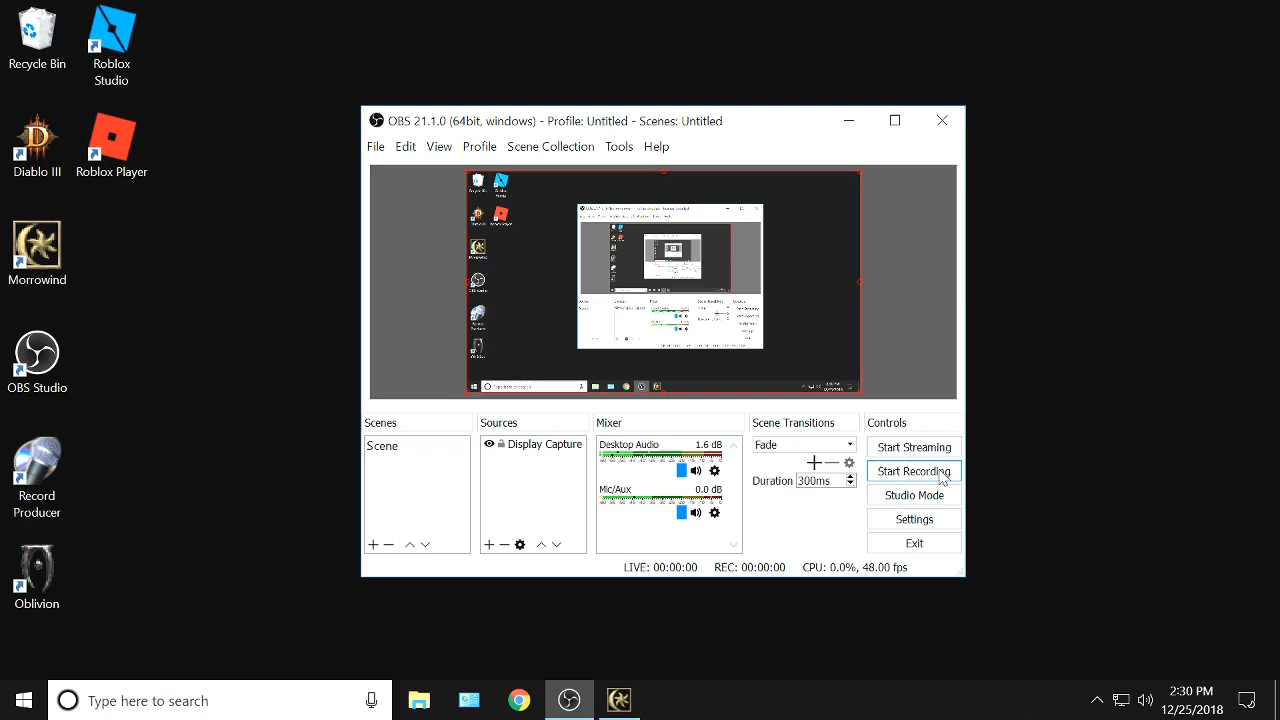 Recycle Bin
Roblox
Studio
Diablo III
Roblox Player
Morrowind
OBS Studio
Record
Producer
Oblivion
OBS 21.1.0 (64bit, windows) - Profile: Untitled - Scenes: Untitled
File Edit View Profile Scene Collection Tools Help
Scenes Sources Mixer Scene Transitions Controls
Scene
Display Capture
Desktop Audio 1.6 dB
Mic/Aux 0.0 dB
Fade
Duration 300ms
Start Streaming
Start Recording
Studio Mode
Settings
Exit
LIVE: 00:00:00 REC: 00:00:00 CPU: 0.0%, 48.00 fps
Type here to search
3:30 PM
12/25/2018